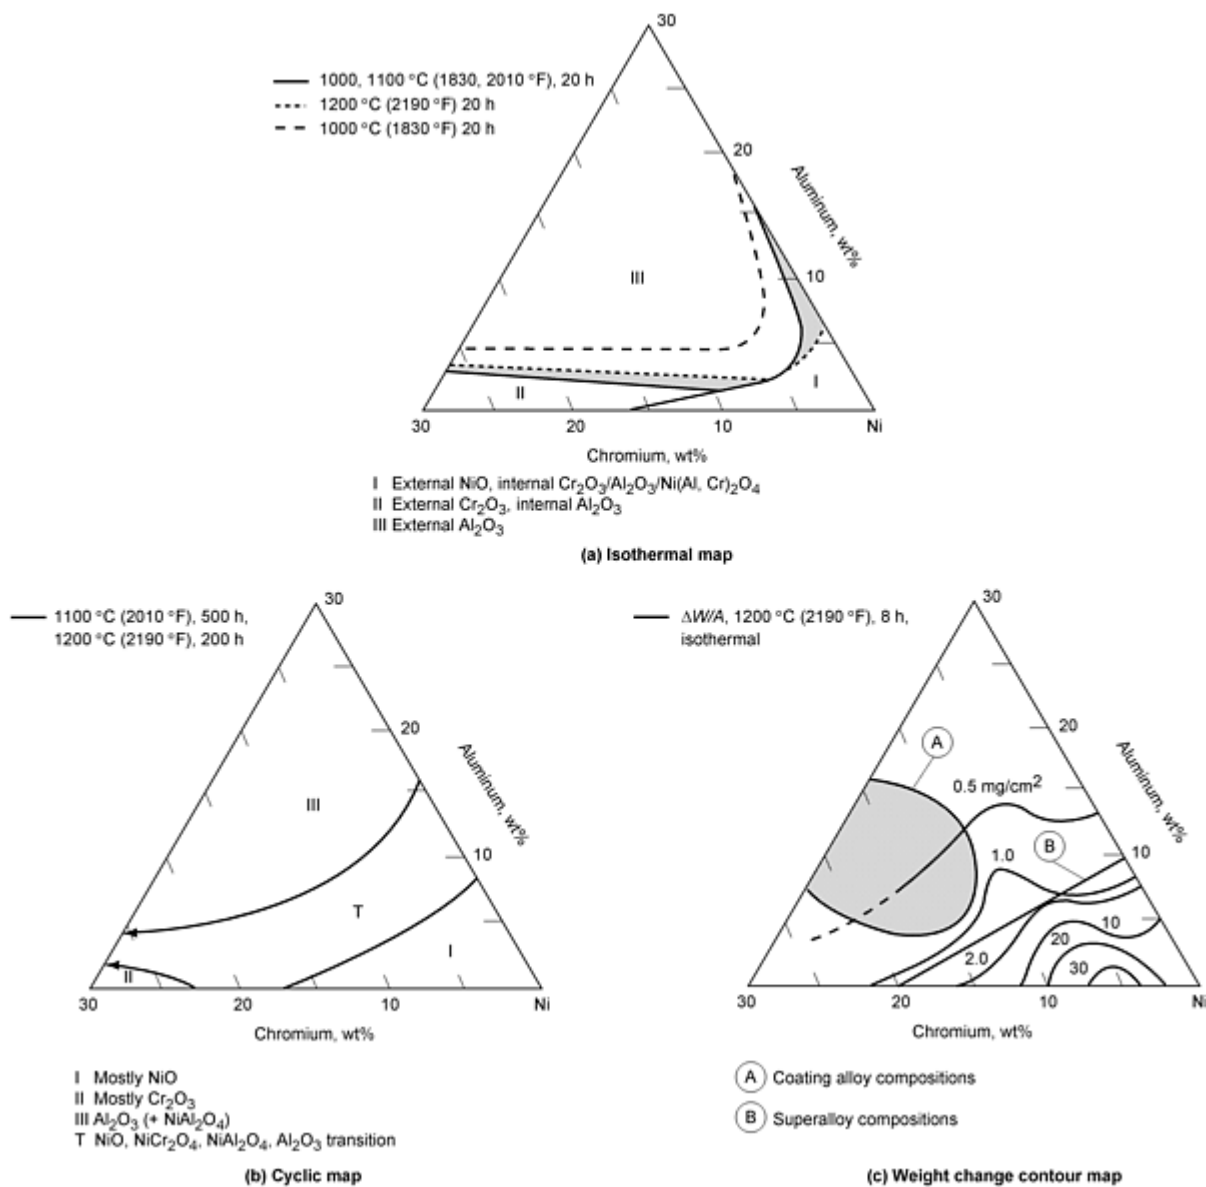 30
1000, 1100 °C (1830, 2010 °F), 20 h
1200 °C (2190 °F) 20 h
1000 °C (1830 °F) 20 h
20
Aluminum, wt%
III
10
I
II
30
20
10
Ni
Chromium, wt%
I External NiO, internal Cr2O3/Al2O3/Ni(Al, Cr)2O4
II External Cr2O3, internal Al2O3
III External Al2O3
(a) Isothermal map
1100 °C (2010 °F), 500 h,
1200 °C (2190 °F), 200 h
30
20
Aluminum, wt%
III
10
T
I
II
30
20
10
Ni
Chromium, wt%
I Mostly NiO
II Mostly Cr2O3
III Al2O3 (+ NiAl2O4)
T NiO, NiCr2O4, NiAl2O4, Al2O3 transition
(b) Cyclic map
ΔW/A, 1200 °C (2190 °F), 8 h,
isothermal
30
20
A
Aluminum, wt%
0.5 mg/cm2
B
1.0
10
10
20
2.0
30
30
20
10
Ni
Chromium, wt%
A Coating alloy compositions
B Superalloy compositions
(c) Weight change contour map